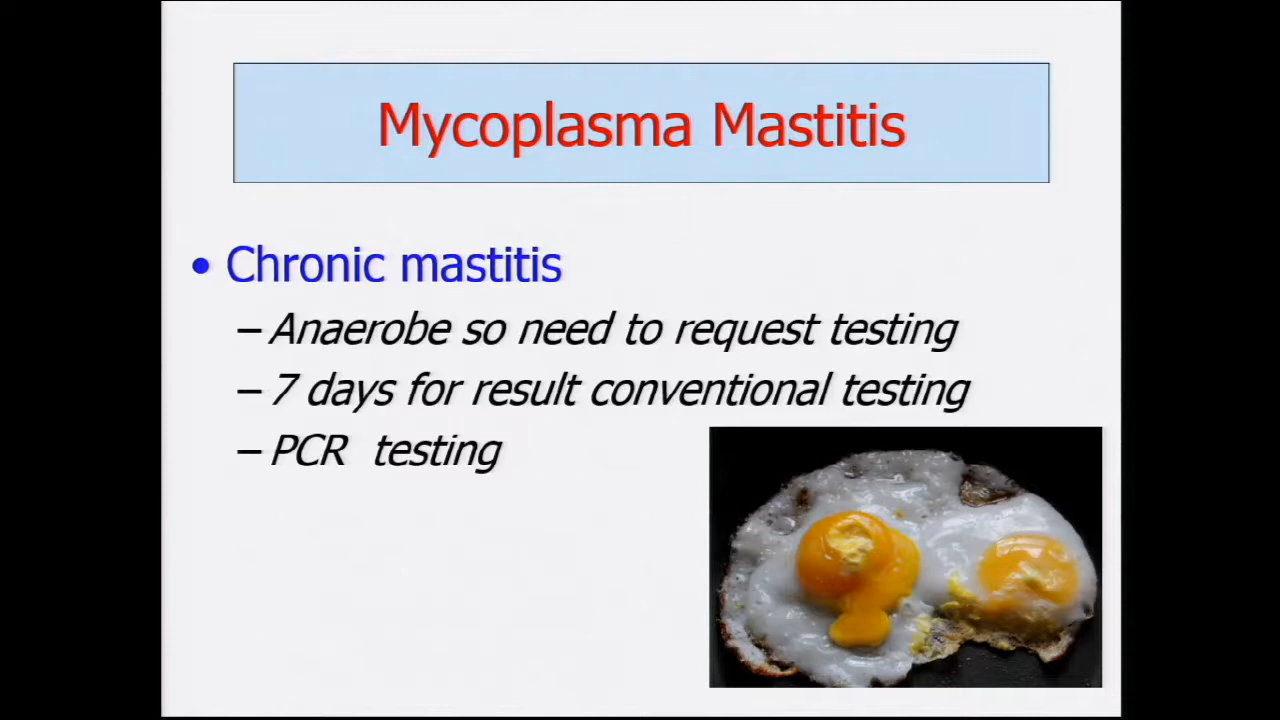 Mycoplasma Mastitis
• Chronic mastitis
– Anaerobe so need to request testing
– 7 days for result conventional testing
– PCR testing